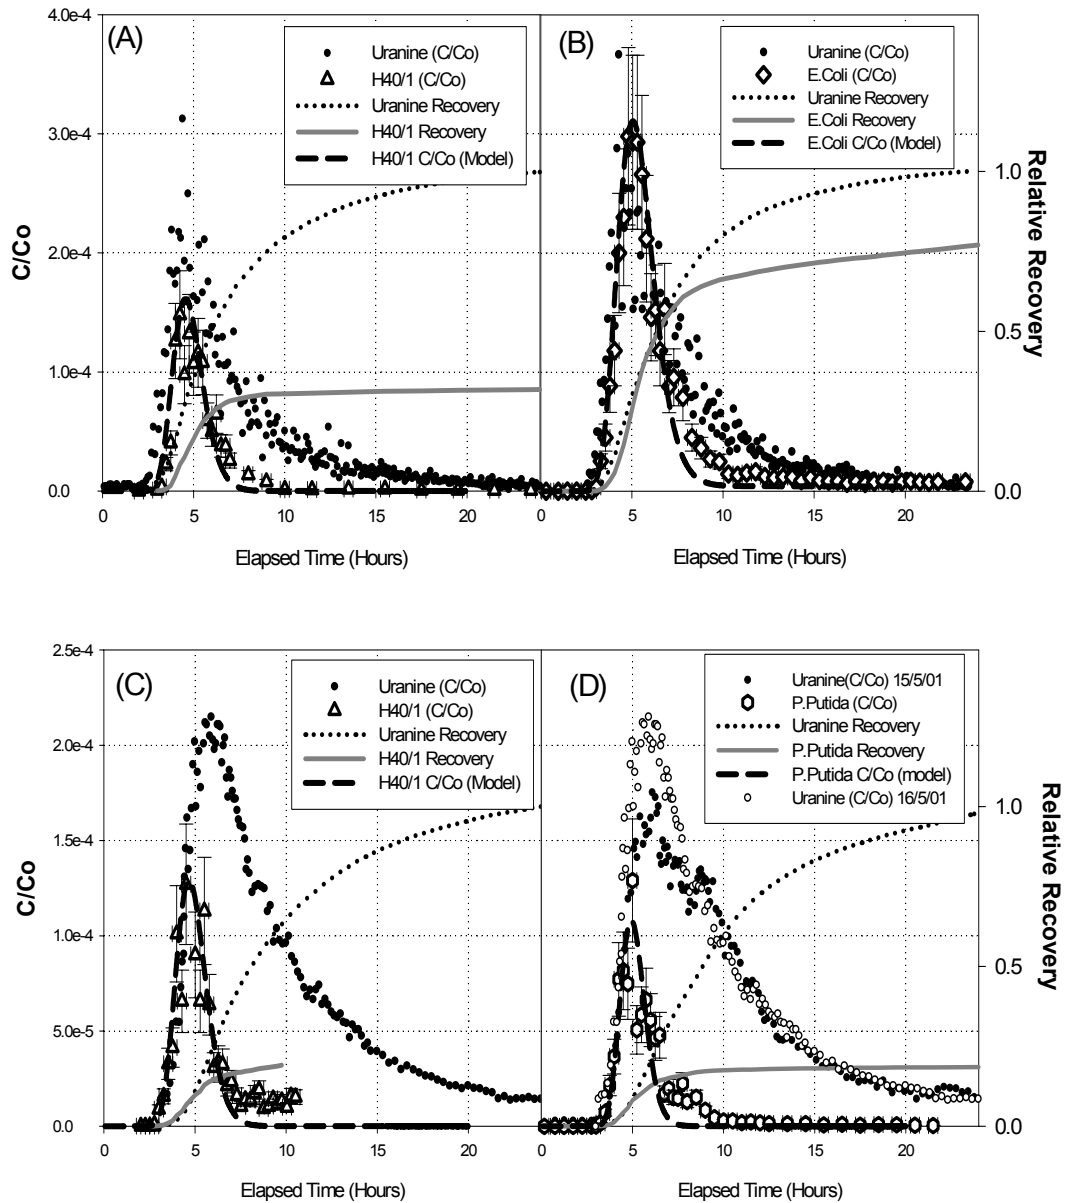 (A)
Uranine (C/Co)
H40/1 (C/Co)
Uranine Recovery
H40/1 Recovery
H40/1 C/Co (Model)
4.0e-4
3.0e-4
2.0e-4
1.0e-4
0.0
C/Co
0 5 10 15 20
Elapsed Time (Hours)
(B)
Uranine (C/Co)
E.Coli (C/Co)
Uranine Recovery
E.Coli Recovery
E.Coli C/Co (Model)
1.0
0.5
0.0
Relative Recovery
0 5 10 15 20
Elapsed Time (Hours)
(C)
Uranine (C/Co)
H40/1 (C/Co)
Uranine Recovery
H40/1 Recovery
H40/1 C/Co (Model)
2.5e-4
2.0e-4
1.5e-4
1.0e-4
5.0e-5
0.0
C/Co
0 5 10 15 20
Elapsed Time (Hours)
(D)
Uranine(C/Co) 15/5/01
P.Putida (C/Co)
Uranine Recovery
P.Putida Recovery
P.Putida C/Co (model)
Uranine (C/Co) 16/5/01
1.0
0.5
0.0
Relative Recovery
0 5 10 15 20
Elapsed Time (Hours)